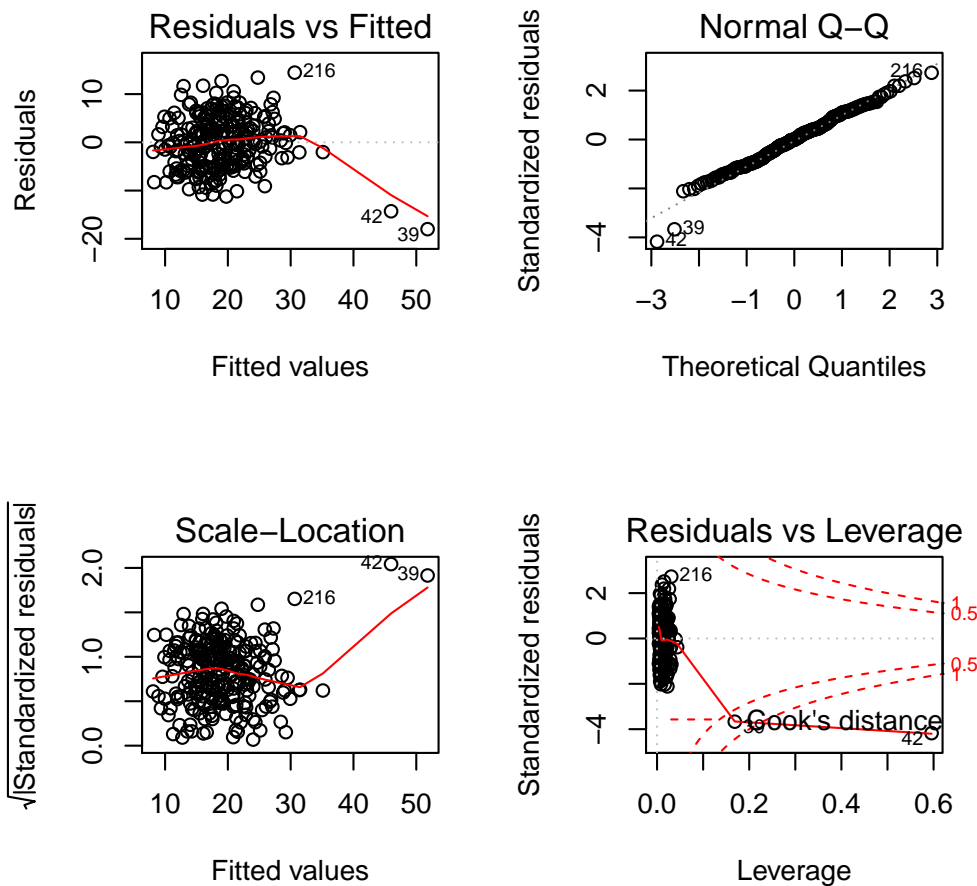 Residuals vs Fitted
Residuals
10
0
−20
216
42
39
10 20 30 40 50
Fitted values
Normal Q−Q
Standardized residuals
2
0
−4
216
39
42
−3 −1 0 1 2 3
Theoretical Quantiles
Scale−Location
√|Standardized residuals|
2.0
1.0
0.0
42
39
216
10 20 30 40 50
Fitted values
Residuals vs Leverage
Standardized residuals
2
0
−4
216
1
0.5
0.5
1
39
Cook's distance
42
0.0 0.2 0.4 0.6
Leverage